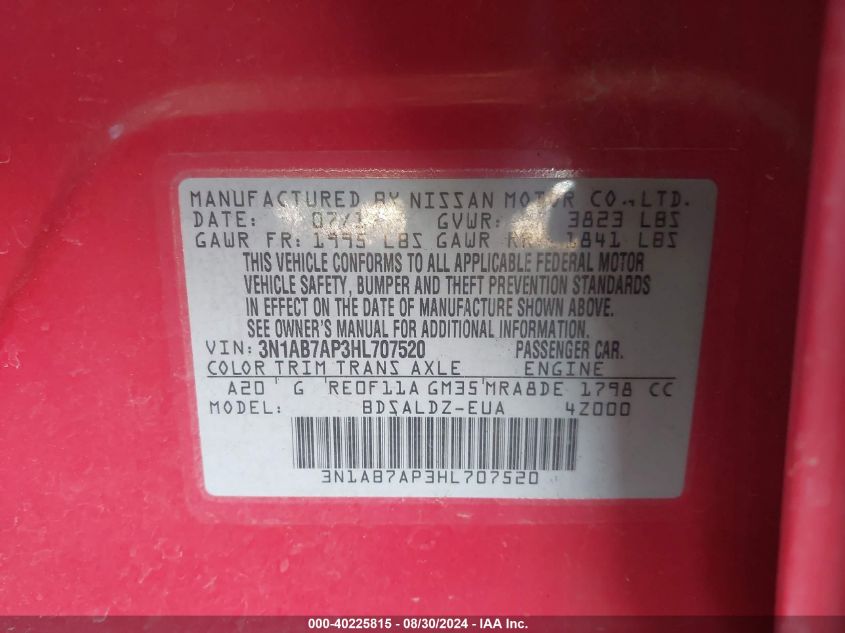 MANUFACTURED BY NISSAN MOTOR CO., LTD.
DATE: 07/1 GVWR: 3823 LBS
GAWR FR: 1995 LBS GAWR RR 1841 LBS
THIS VEHICLE CONFORMS TO ALL APPLICABLE FEDERAL MOTOR
VEHICLE SAFETY, BUMPER AND THEFT PREVENTION STANDARDS
IN EFFECT ON THE DATE OF MANUFACTURE SHOWN ABOVE.
SEE OWNER'S MANUAL FOR ADDITIONAL INFORMATION.
VIN: 3N1AB7AP3HL707520 PASSENGER CAR.
COLOR TRIM TRANS AXLE ENGINE
A20 G RE0F11A GM35 MRA8DE 1798 CC
MODEL: BDSALDZ-EUA 4Z000
3N1AB7AP3HL707520
000-40225815 - 08/30/2024 - IAA Inc.